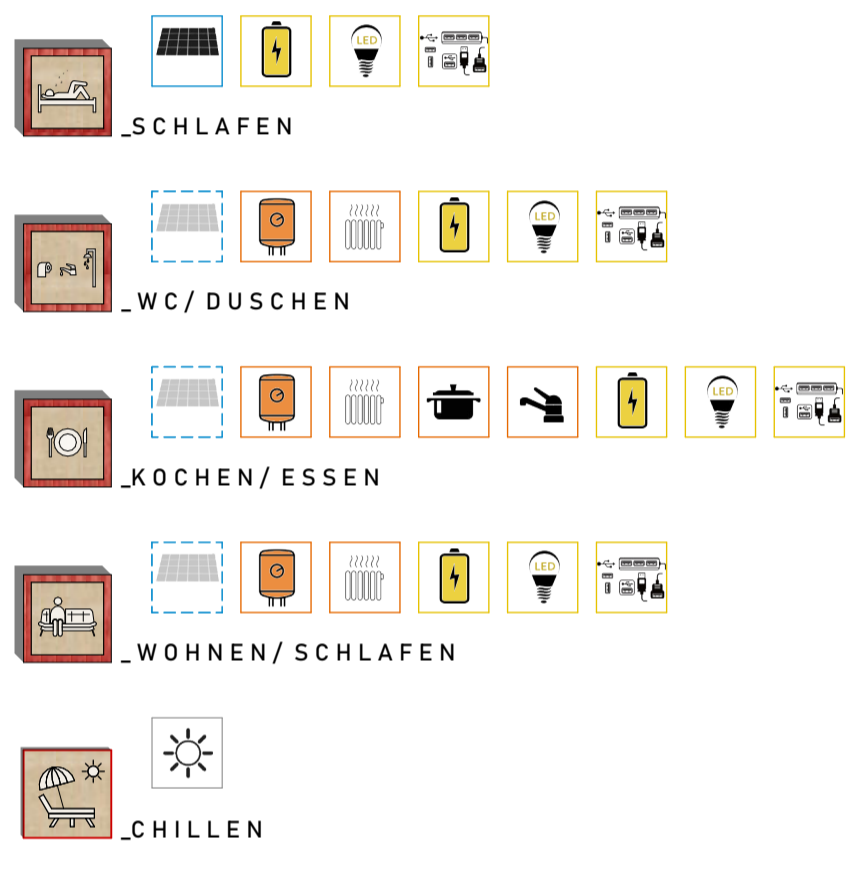 LED
_SCHLAFEN
LED
_WC/ DUSCHEN
LED
_KOCHEN/ ESSEN
LED
_WOHNEN/ SCHLAFEN
_CHILLEN